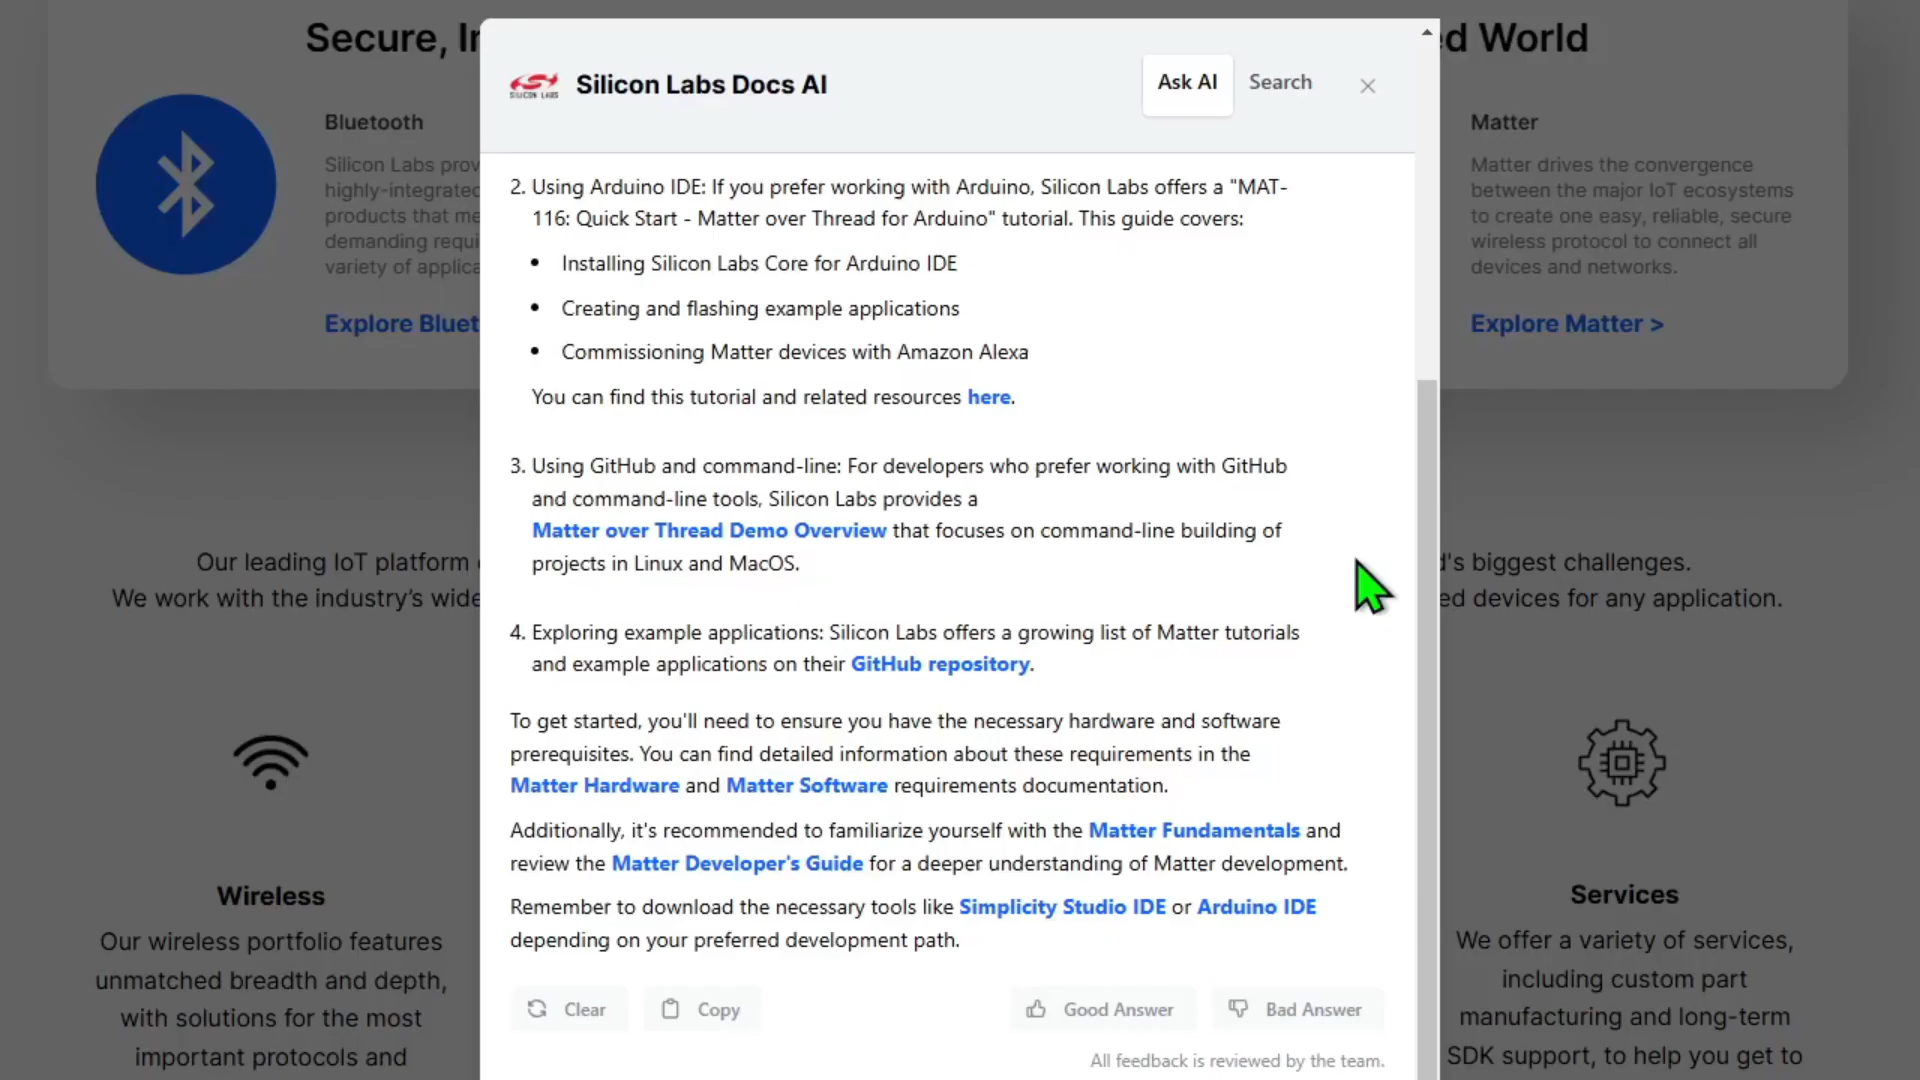 Secure, I
ed World
SILICON LABS
Silicon Labs Docs AI
Ask AI
Search
Bluetooth
Silicon Labs prov
highly-integrated
products that me
demanding requi
variety of applica
Explore Bluet
2. Using Arduino IDE: If you prefer working with Arduino, Silicon Labs offers a "MAT-
116: Quick Start - Matter over Thread for Arduino" tutorial. This guide covers:
• Installing Silicon Labs Core for Arduino IDE
• Creating and flashing example applications
• Commissioning Matter devices with Amazon Alexa
You can find this tutorial and related resources here.
3. Using GitHub and command-line: For developers who prefer working with GitHub
and command-line tools, Silicon Labs provides a
Matter over Thread Demo Overview that focuses on command-line building of
projects in Linux and MacOS.
4. Exploring example applications: Silicon Labs offers a growing list of Matter tutorials
and example applications on their GitHub repository.
To get started, you'll need to ensure you have the necessary hardware and software
prerequisites. You can find detailed information about these requirements in the
Matter Hardware and Matter Software requirements documentation.
Additionally, it's recommended to familiarize yourself with the Matter Fundamentals and
review the Matter Developer's Guide for a deeper understanding of Matter development.
Remember to download the necessary tools like Simplicity Studio IDE or Arduino IDE
depending on your preferred development path.
Clear
Copy
Good Answer
Bad Answer
All feedback is reviewed by the team.
Matter
Matter drives the convergence
between the major IoT ecosystems
to create one easy, reliable, secure
wireless protocol to connect all
devices and networks.
Explore Matter >
Our leading IoT platform
We work with the industry's wide
d's biggest challenges.
ed devices for any application.
Wireless
Our wireless portfolio features
unmatched breadth and depth,
with solutions for the most
important protocols and
Services
We offer a variety of services,
including custom part
manufacturing and long-term
SDK support, to help you get to